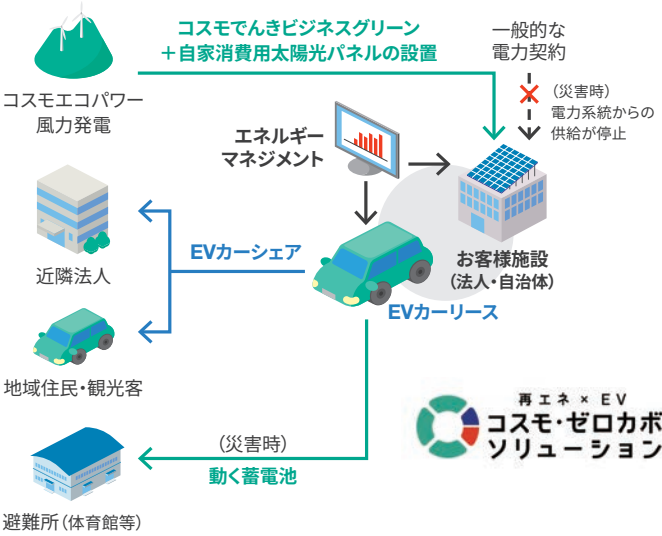 コスモでんきビジネスグリーン
＋自家消費用太陽光パネルの設置
一般的な
電力契約
（災害時）
電力系統からの
供給が停止
コスモエコパワー
風力発電
エネルギー
マネジメント
お客様施設
（法人・自治体）
EVカーシェア
近隣法人
EVカーリース
地域住民・観光客
再エネ × EV
コスモ・ゼロカボ
ソリューション
（災害時）
動く蓄電池
避難所（体育館等）